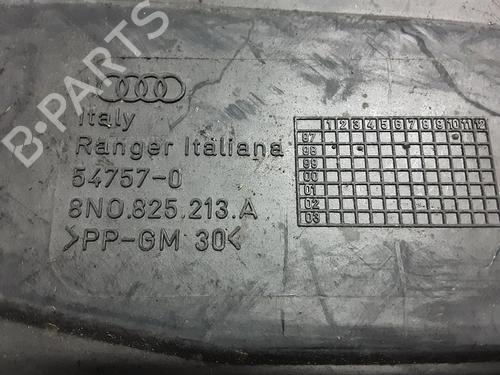 B-PARTS
Italy
Ranger Italiana
54757-0
8N0.825.213.A
>PP-GM 30<
1 2 3 4 5 6 7 8 9 10 11 12
97
98
99
00
01
02
03